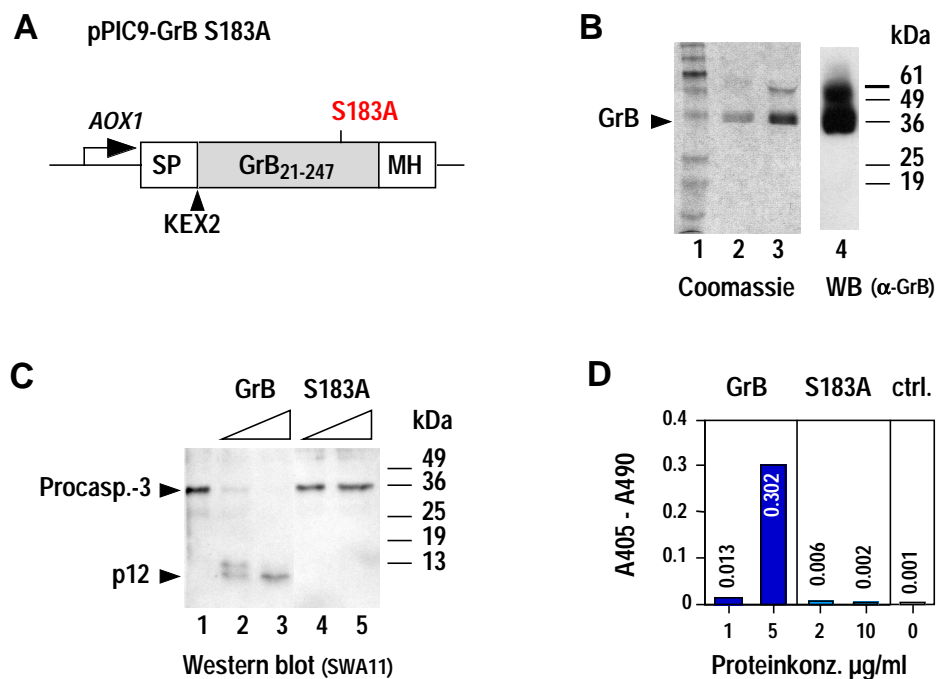 A pPIC9-GrB S183A
AOX1
S183A
SP GrB21-247 MH
KEX2
B
kDa
GrB
61
49
36
25
19
1 2 3 4
Coomassie WB (α-GrB)
C
GrB S183A
kDa
Procasp.-3
49
36
25
19
13
p12
1 2 3 4 5
Western blot (SWA11)
D
GrB S183A ctrl.
A405 - A490
0.4
0.3
0.2
0.1
0
0.013
0.302
0.006
0.002
0.001
1 5 2 10 0
Proteinkonz. µg/ml